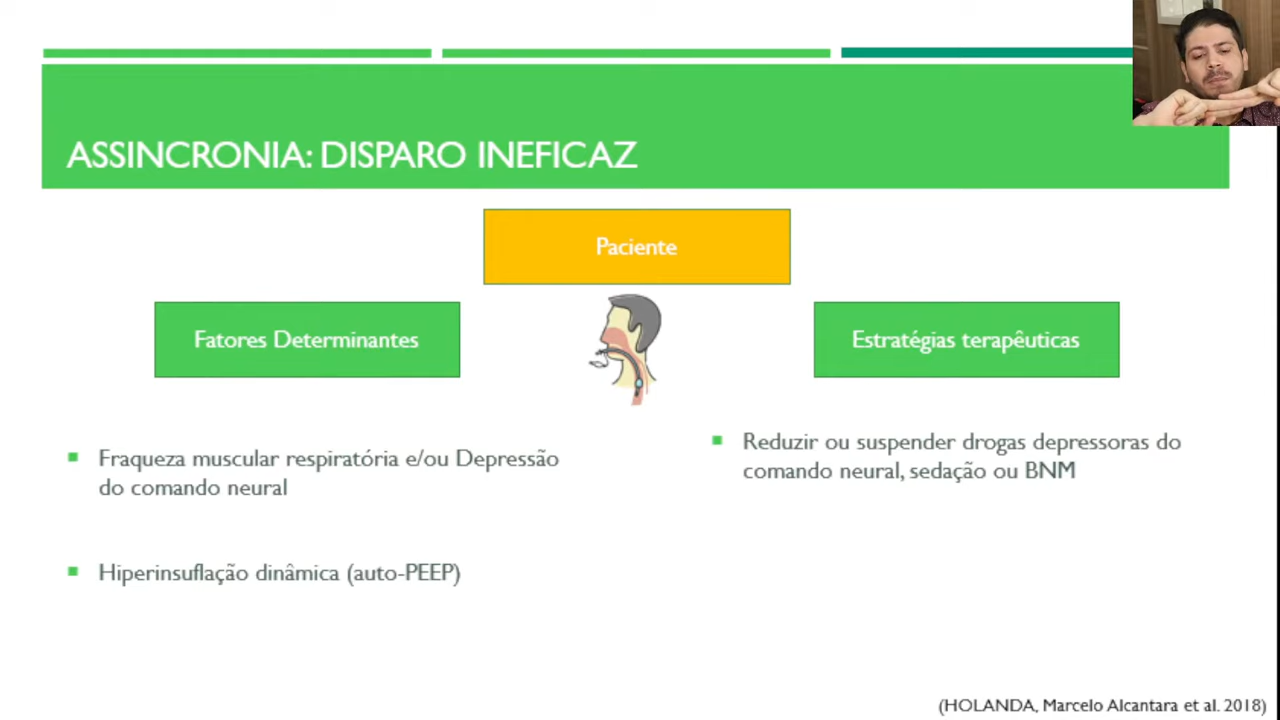 ASSINCRONIA: DISPARO INEFICAZ
Paciente
Fatores Determinantes
Estratégias terapêuticas
Fraqueza muscular respiratória e/ou Depressão
do comando neural
Hiperinsuflação dinâmica (auto-PEEP)
Reduzir ou suspender drogas depressoras do
comando neural, sedação ou BNM
(HOLANDA, Marcelo Alcantara et al. 2018)